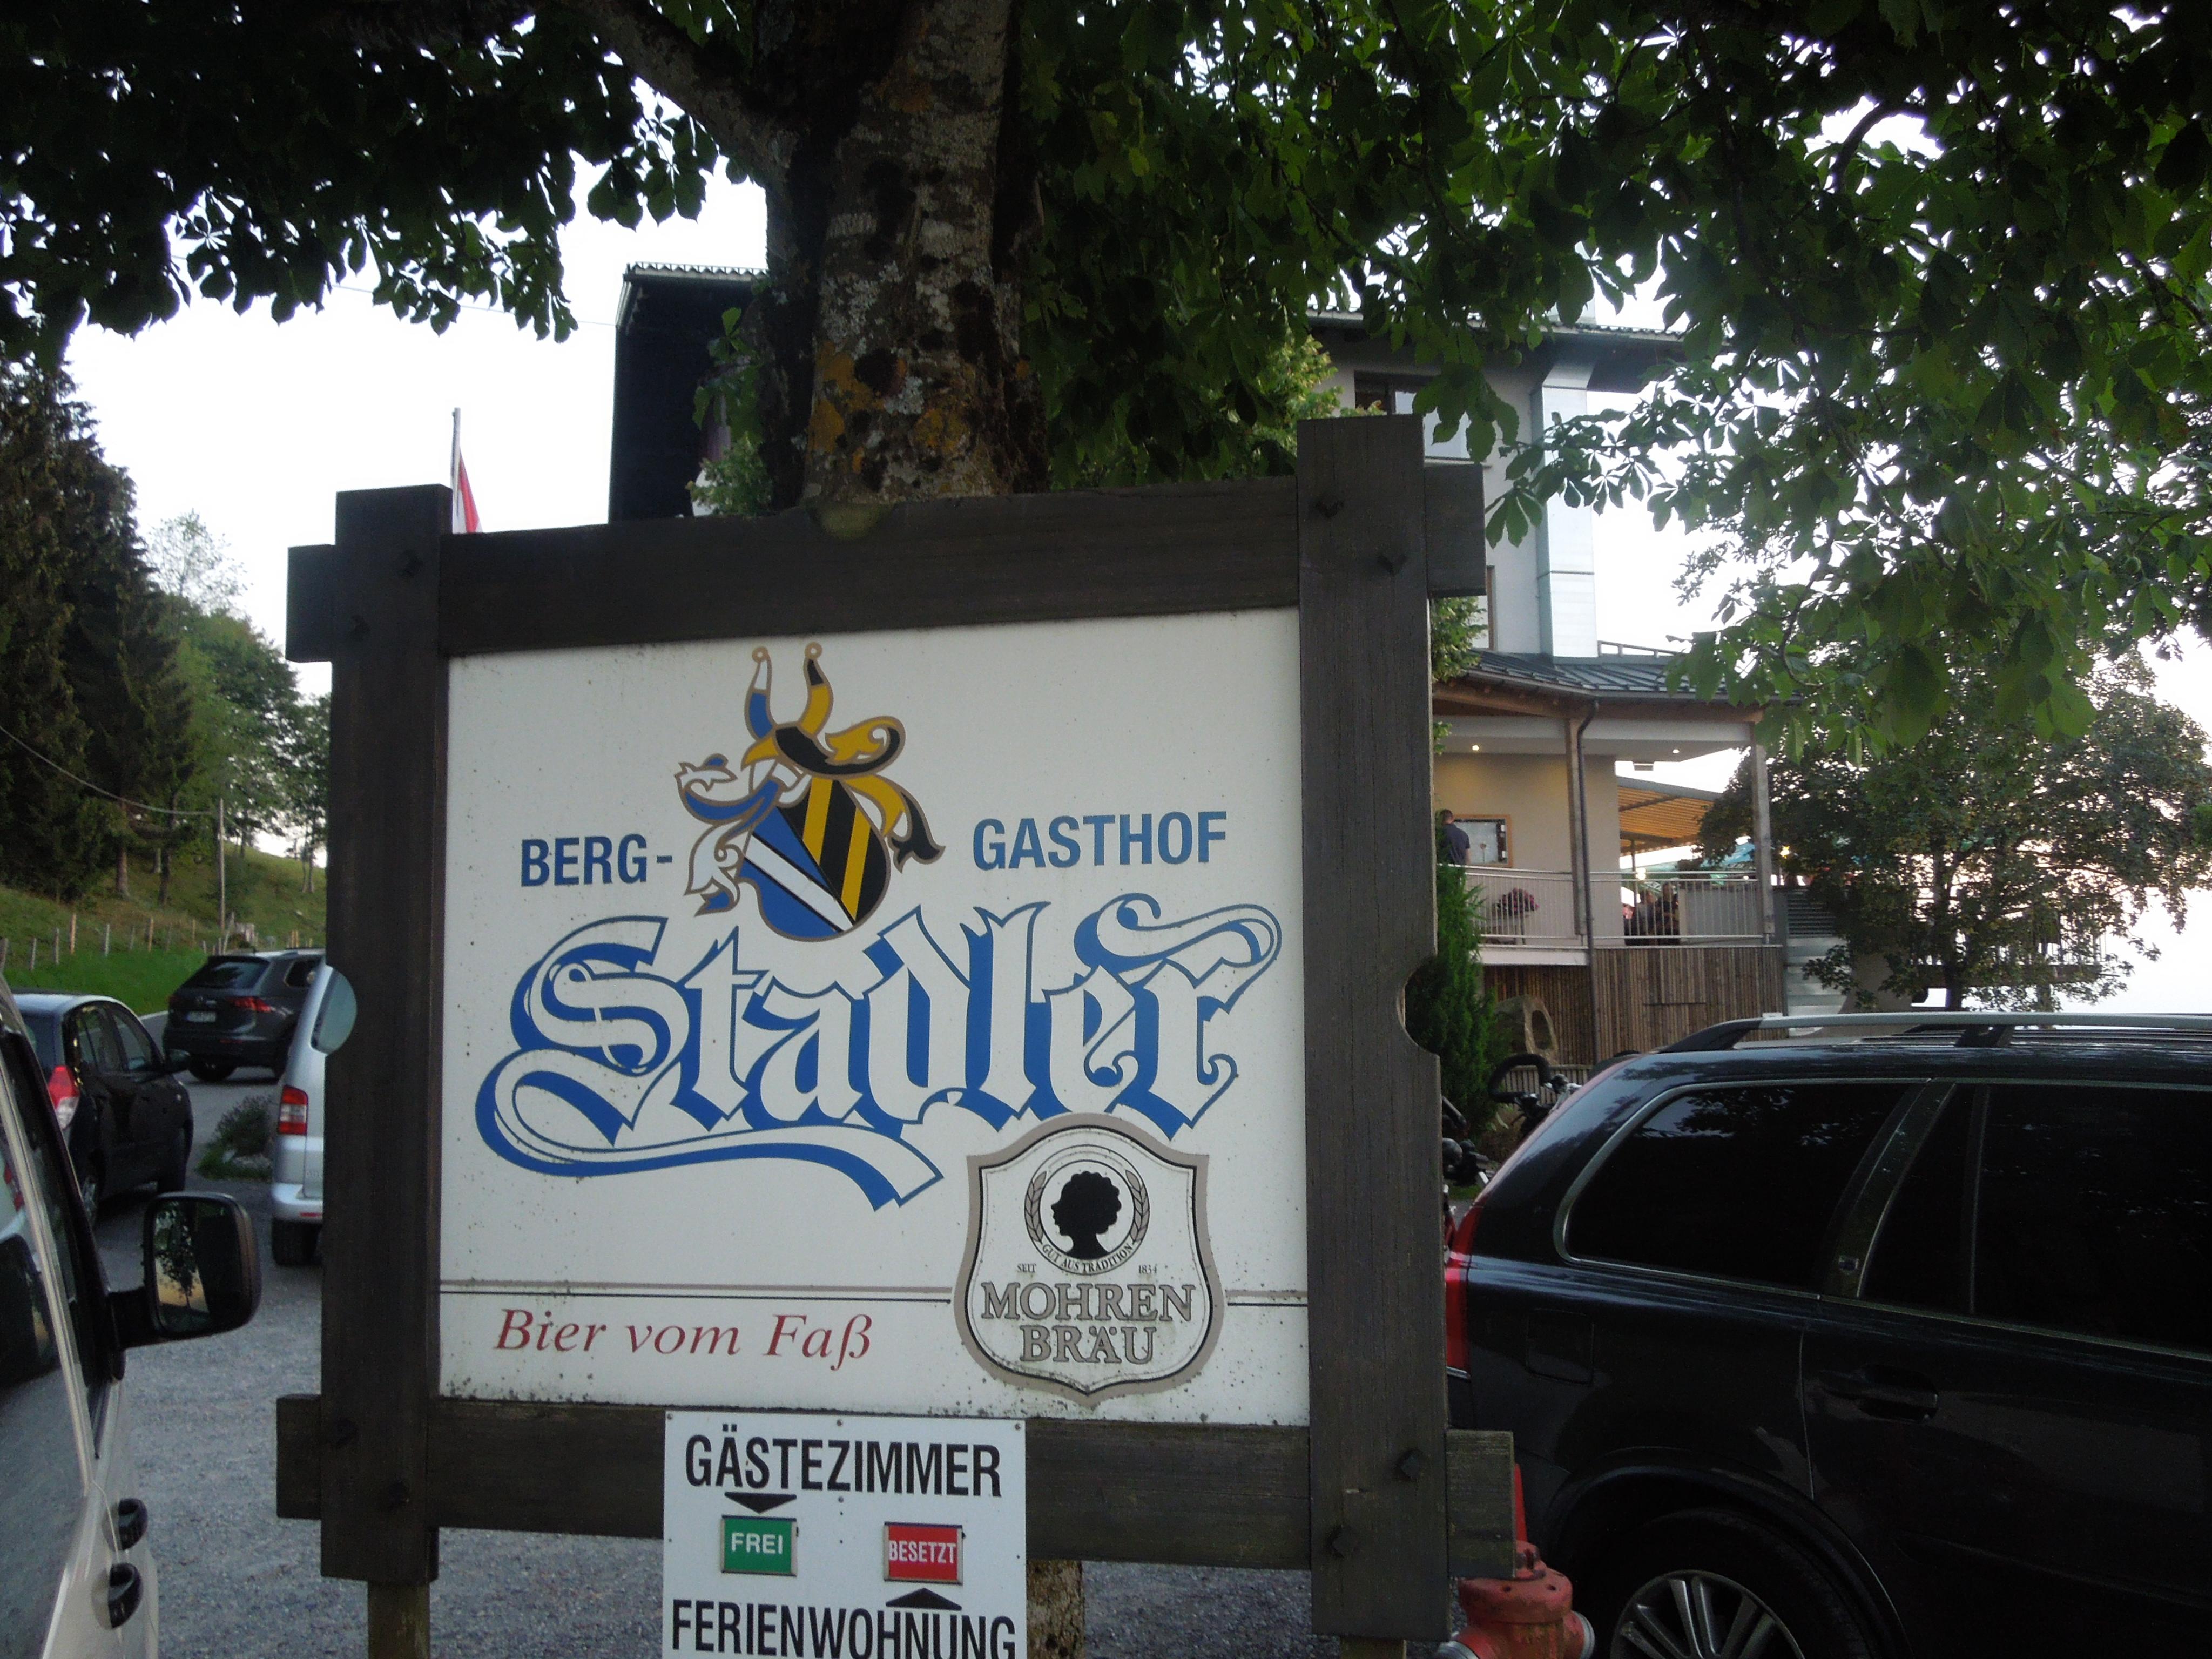 BERG-
GASTHOF
Stadler
GUT AUS TRADITION
SEIT 1834
MOHREN
BRÄU
Bier vom Faß
GÄSTEZIMMER
FREI
BESETZT
FERIENWOHNUNG